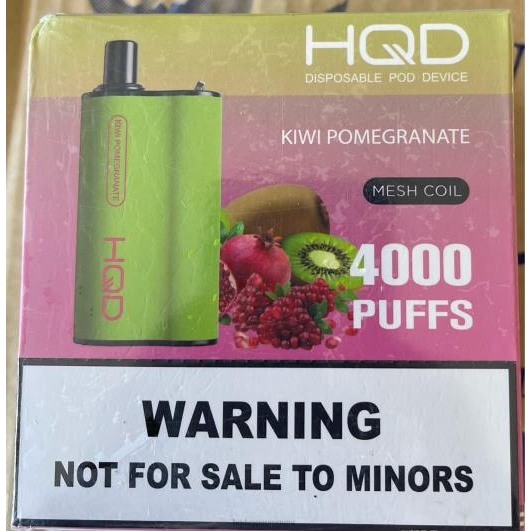 HQD
DISPOSABLE POD DEVICE
KIWI POMEGRANATE
MESH COIL
4000
PUFFS
KIWI POMEGRANATE
HQD
WARNING
NOT FOR SALE TO MINORS